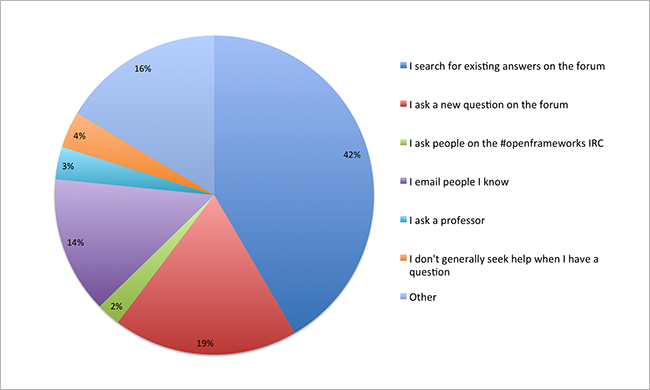 16%
4%
3%
14%
2%
19%
42%
I search for existing answers on the forum
I ask a new question on the forum
I ask people on the #openframeworks IRC
I email people I know
I ask a professor
I don't generally seek help when I have a
question
Other